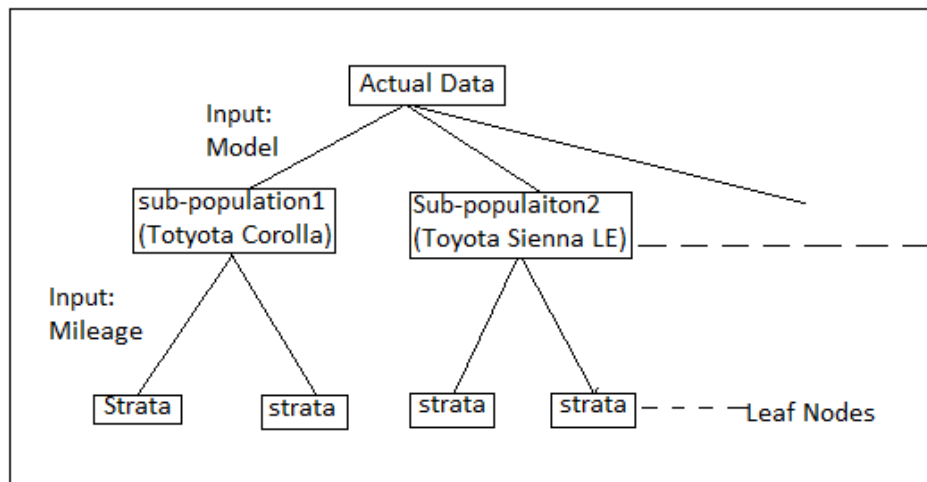 Actual Data
Input:
Model
sub-population1
(Totyota Corolla)
Sub-populaiton2
(Toyota Sienna LE)
Input:
Mileage
Strata
strata
strata
strata
Leaf Nodes